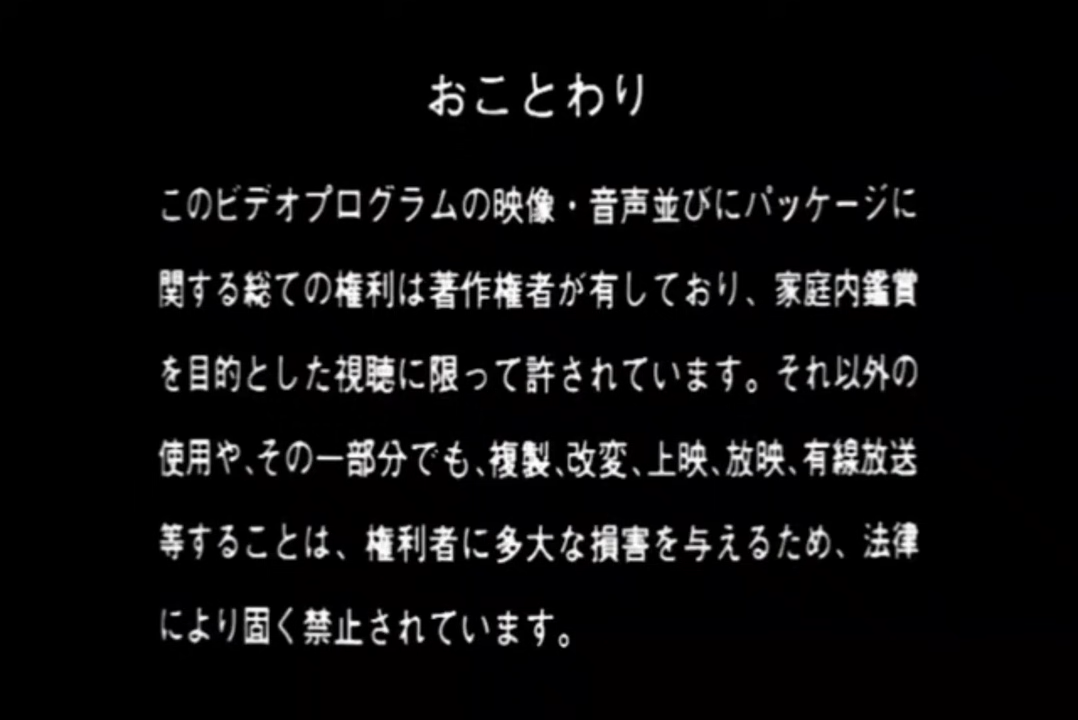 おことわり
このビデオプログラムの映像・音声並びにパッケージに
関する総ての権利は著作権者が有しており、家庭内鑑賞
を目的とした視聴に限って許されています。それ以外の
使用や、その一部分でも、複製、改変、上映、放映、有線放送
等することは、権利者に多大な損害を与えるため、法律
により固く禁止されています。